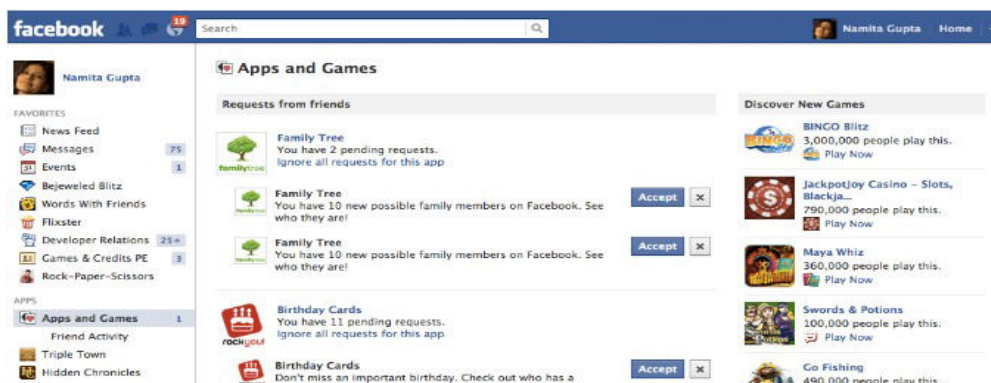 facebook
19
Search
Namita Gupta
Home
Namita Gupta
FAVORITES
News Feed
Messages 75
Events 1
Bejeweled Blitz
Words With Friends
Flixster
Developer Relations 25+
Games & Credits PE 3
Rock-Paper-Scissors
APPS
Apps and Games 1
Friend Activity
Triple Town
Hidden Chronicles
Apps and Games
Requests from friends
familytree
Family Tree
You have 2 pending requests.
Ignore all requests for this app
Family Tree
You have 10 new possible family members on Facebook. See
who they are!
Accept x
Family Tree
You have 10 new possible family members on Facebook. See
who they are!
Accept x
rockyou!
Birthday Cards
You have 11 pending requests.
Ignore all requests for this app
Birthday Cards
Don't miss an important birthday. Check out who has a
Accept x
Discover New Games
BINGO Blitz
3,000,000 people play this.
Play Now
JackpotJoy Casino - Slots,
Blackja...
790,000 people play this.
Play Now
Maya Whiz
360,000 people play this.
Play Now
Swords & Potions
100,000 people play this.
Play Now
Go Fishing
490,000 people play this.